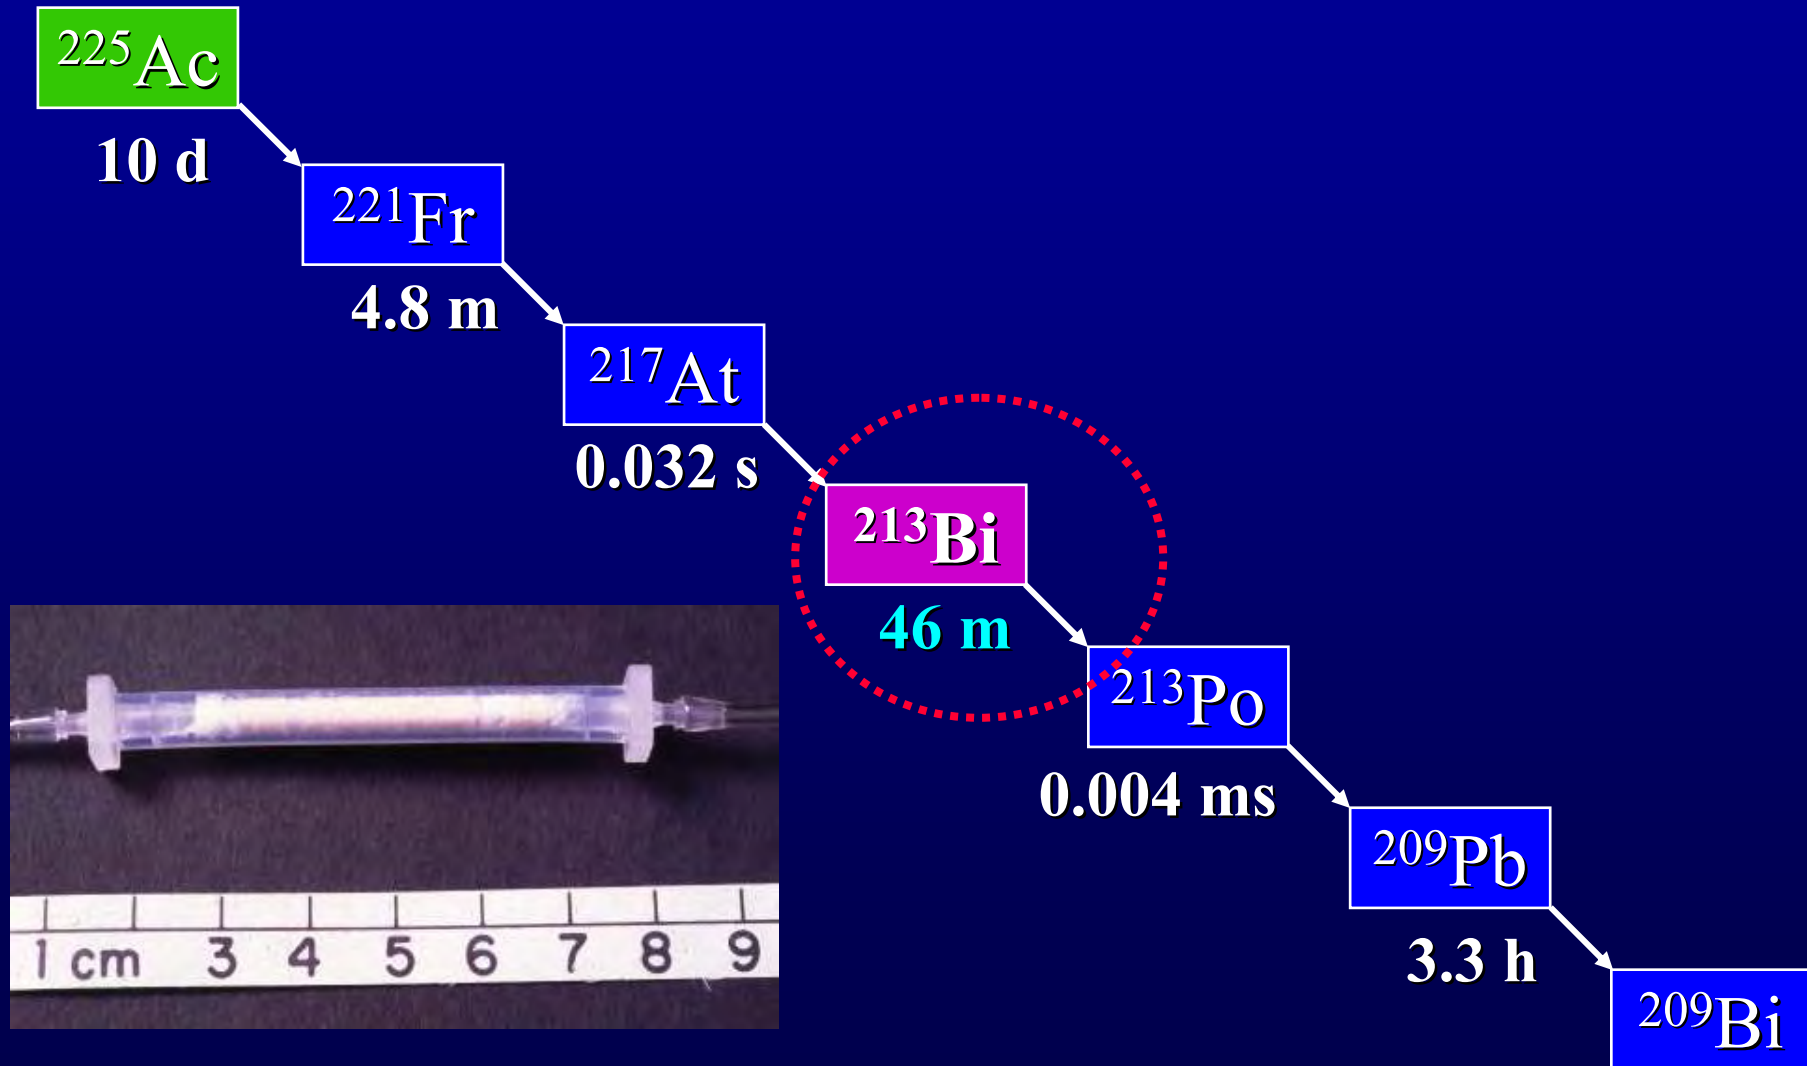 ²²⁵Ac
10 d
²²¹Fr
4.8 m
²¹⁷At
0.032 s
²¹³Bi
46 m
²¹³Po
0.004 ms
²⁰⁹Pb
3.3 h
²⁰⁹Bi
1 cm 3 4 5 6 7 8 9